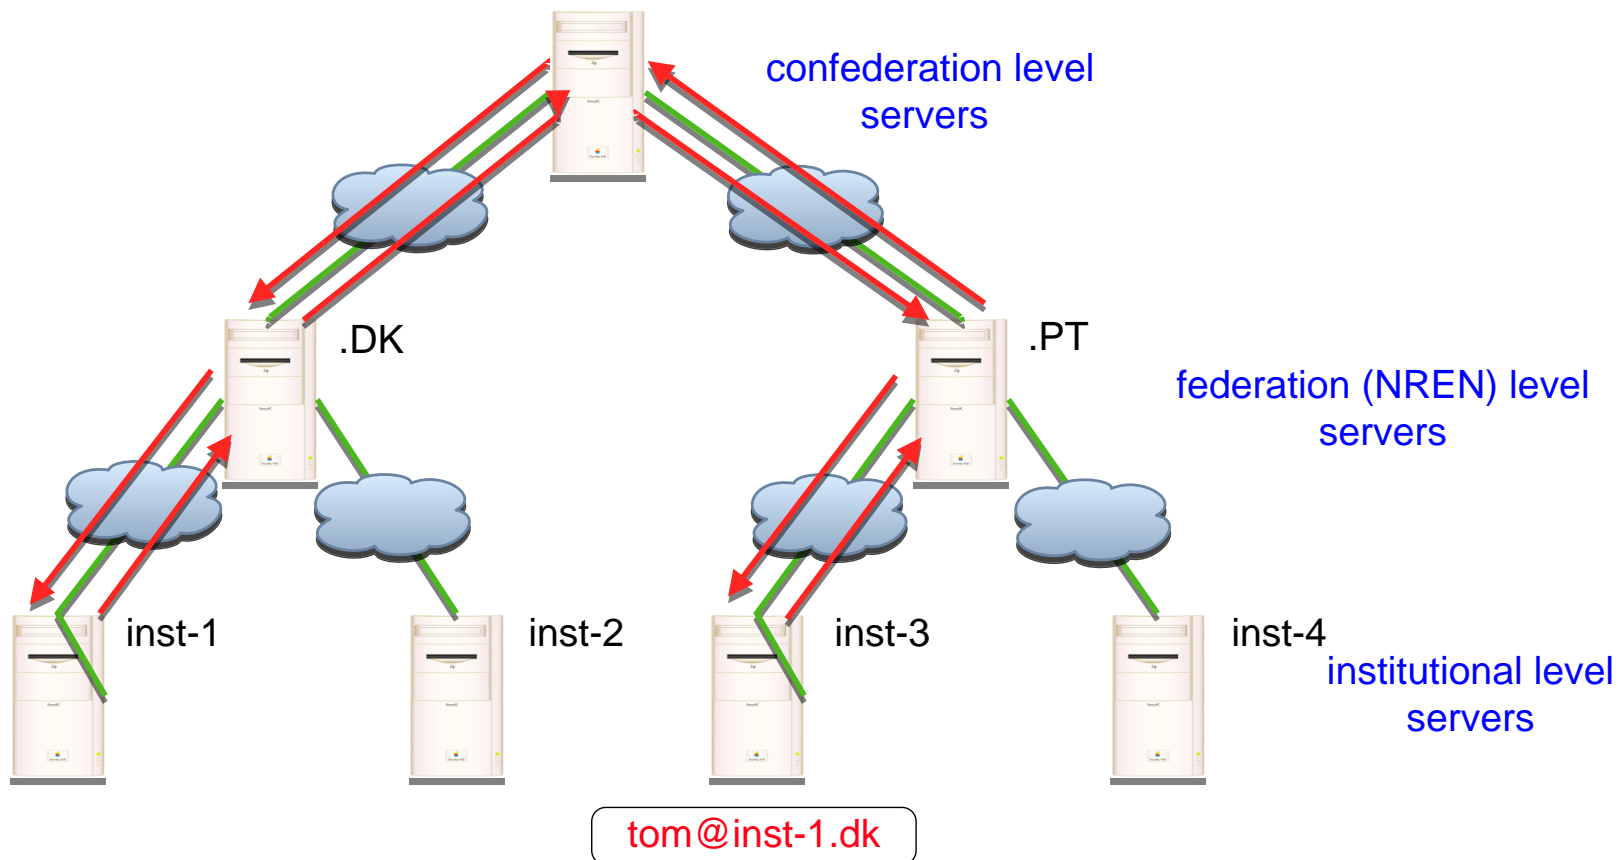 confederation level
servers
.DK
.PT
federation (NREN) level
servers
inst-1
inst-2
inst-3
inst-4
institutional level
servers
tom@inst-1.dk